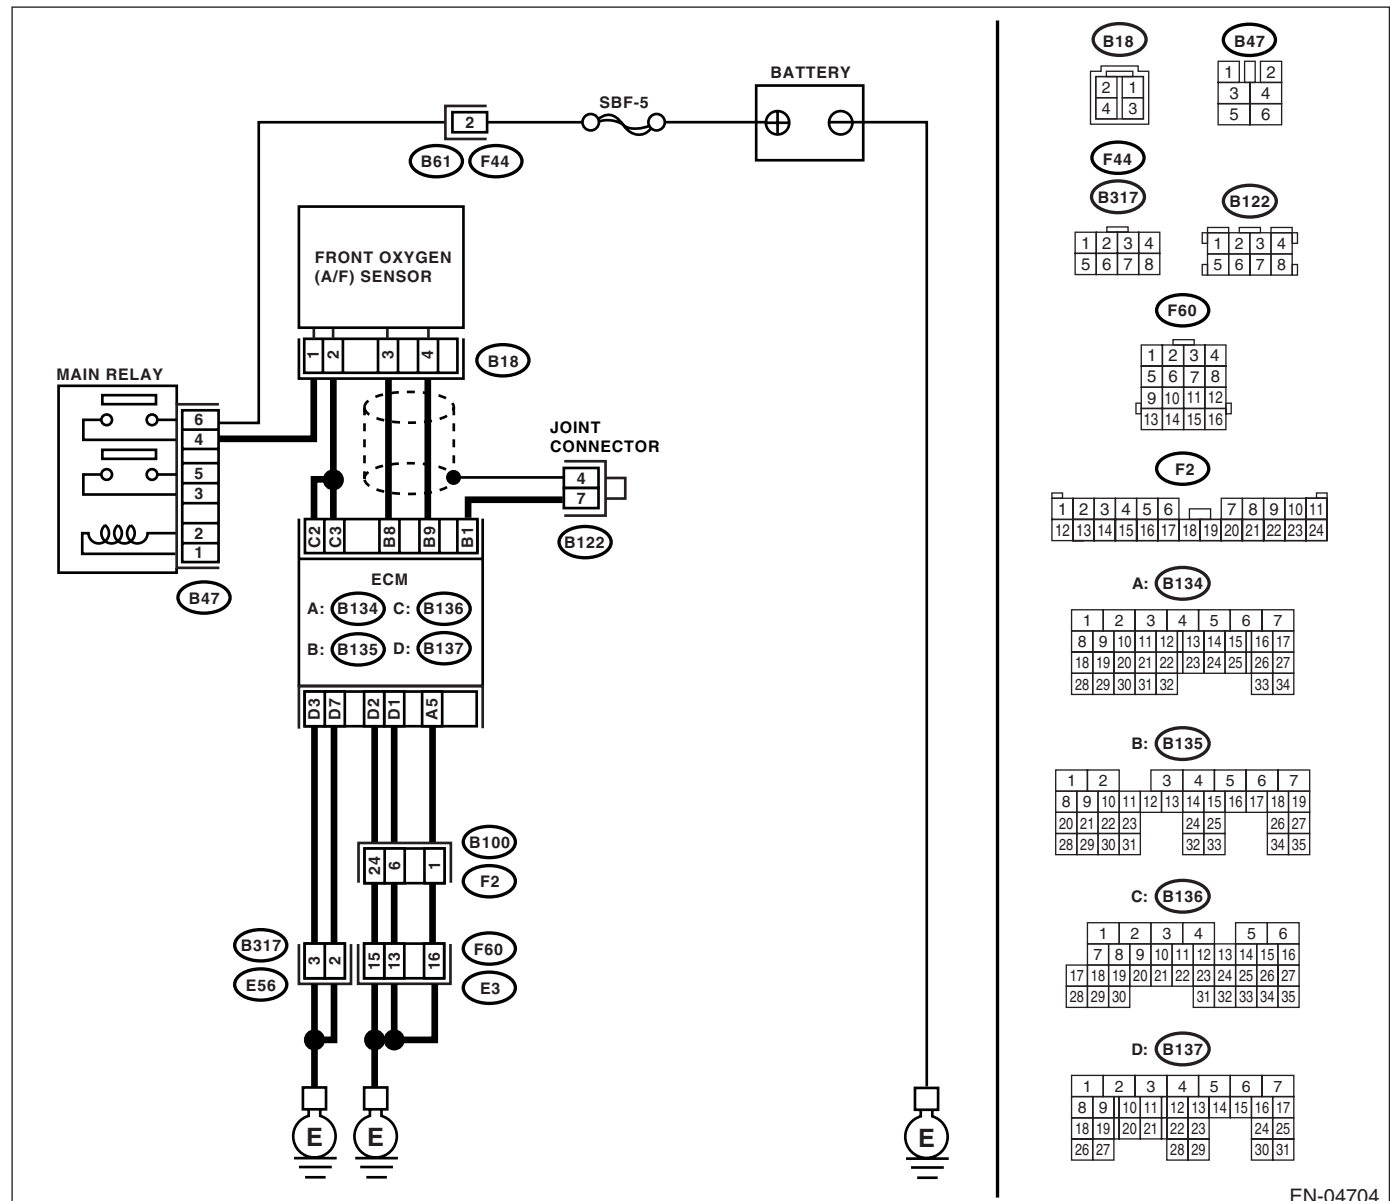 BATTERY
SBF-5
2
B61 F44
FRONT OXYGEN
(A/F) SENSOR
1 2 3 4
B18
MAIN RELAY
6
4
5
3
2
1
B47
JOINT
CONNECTOR
4
7
B122
C2 C3 B8 B9 B1
ECM
A: B134 C: B136
B: B135 D: B137
D3 D7 D2 D1 A5
24 6 1
B100
F2
B317
E56
3 2
15 13 16
F60
E3
E E E
B18
2 1
4 3
B47
1 2
3 4
5 6
F44
B317
1 2 3 4
5 6 7 8
B122
1 2 3 4
5 6 7 8
F60
1 2 3 4
5 6 7 8
9 10 11 12
13 14 15 16
F2
1 2 3 4 5 6 7 8 9 10 11
12 13 14 15 16 17 18 19 20 21 22 23 24
A: B134
1 2 3 4 5 6 7
8 9 10 11 12 13 14 15 16 17
18 19 20 21 22 23 24 25 26 27
28 29 30 31 32 33 34
B: B135
1 2 3 4 5 6 7
8 9 10 11 12 13 14 15 16 17 18 19
20 21 22 23 24 25 26 27
28 29 30 31 32 33 34 35
C: B136
1 2 3 4 5 6
7 8 9 10 11 12 13 14 15 16
17 18 19 20 21 22 23 24 25 26 27
28 29 30 31 32 33 34 35
D: B137
1 2 3 4 5 6 7
8 9 10 11 12 13 14 15 16 17
18 19 20 21 22 23 24 25
26 27 28 29 30 31
EN-04704